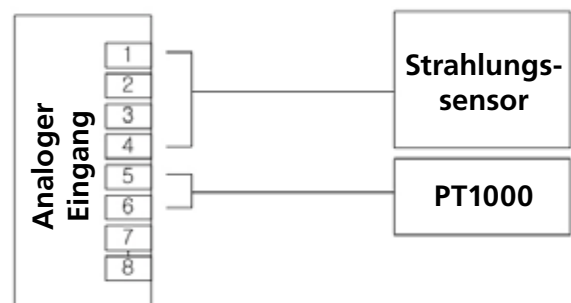 Analoger
Eingang
1
2
3
4
5
6
7
8
Strahlungs-
sensor
PT1000